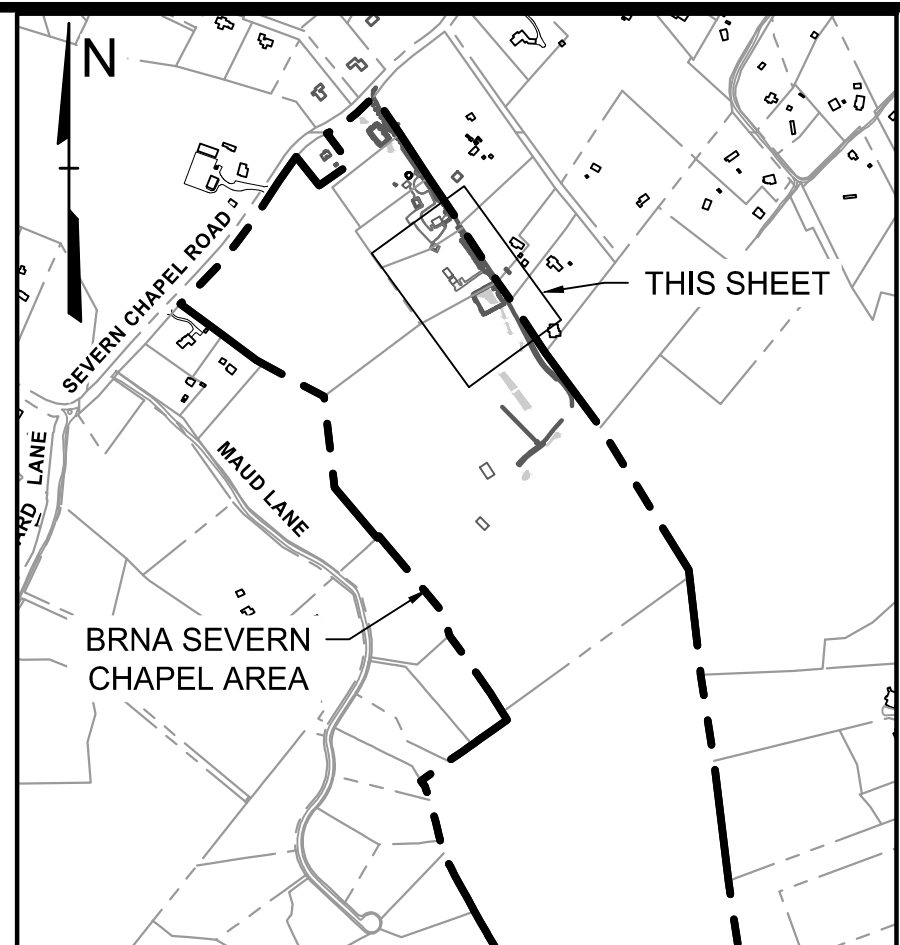 N
THIS SHEET
SEVERN CHAPEL ROAD
MAUD LANE
LANE
BRNA SEVERN
CHAPEL AREA